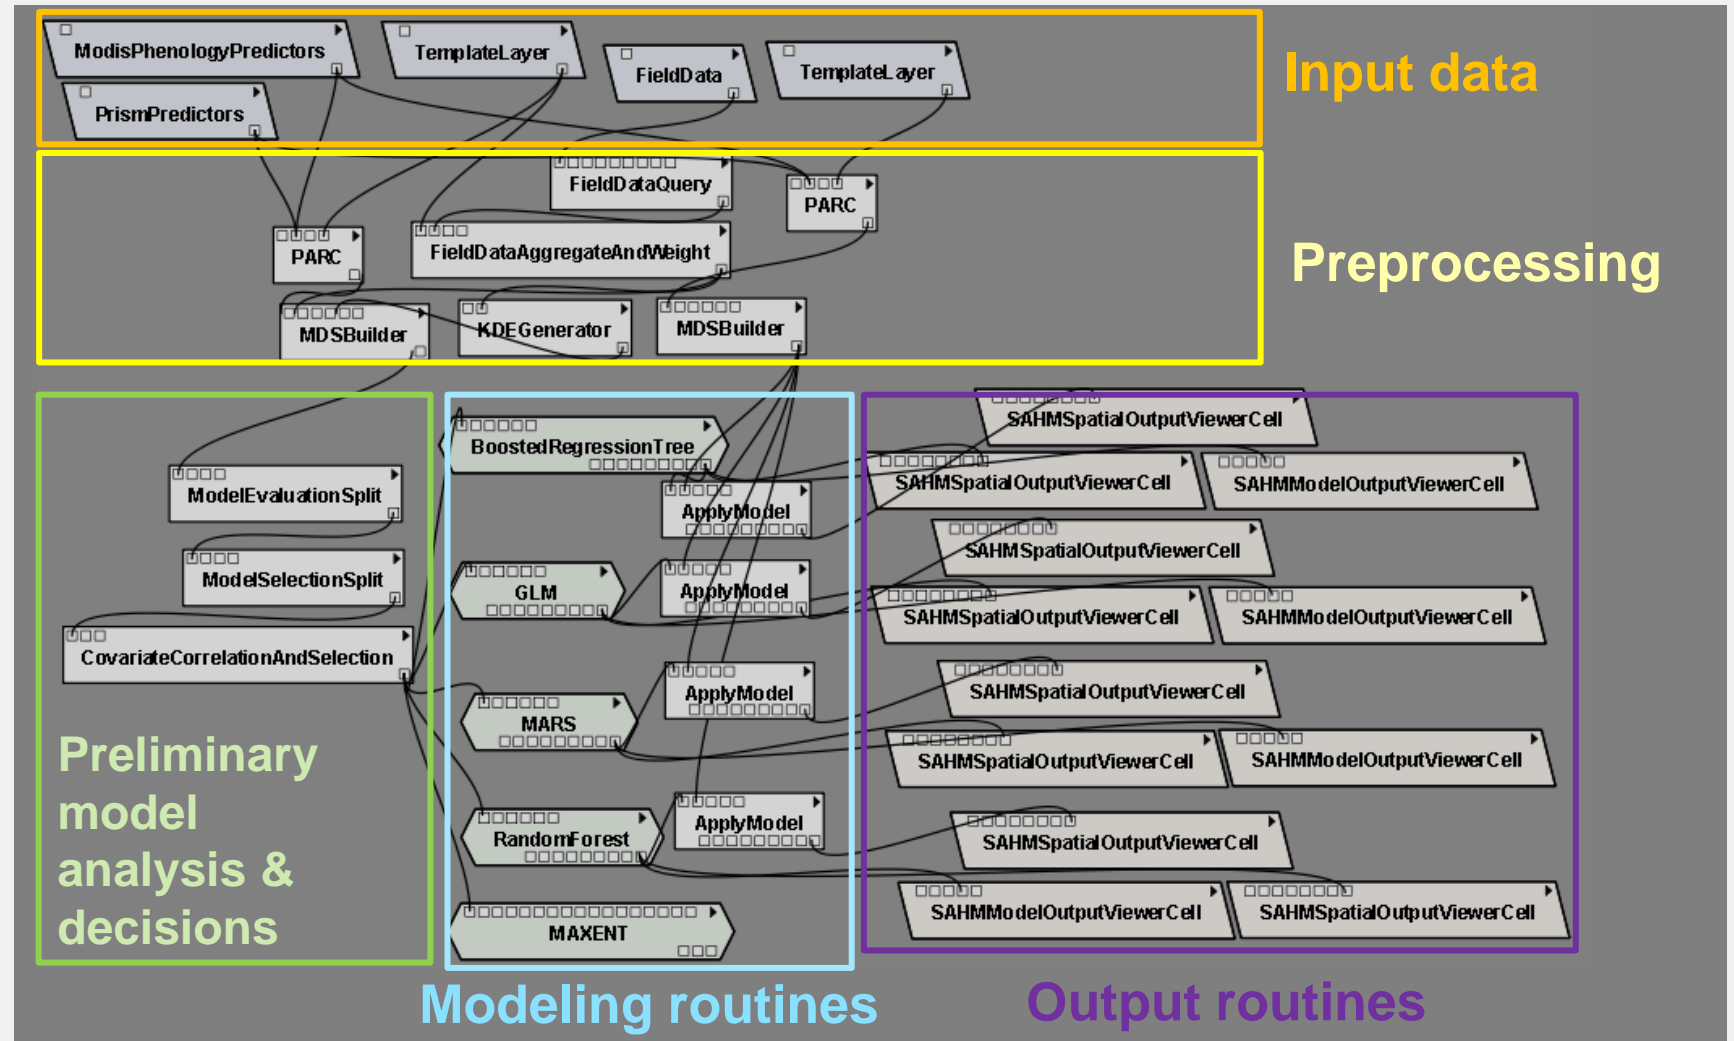 ModisPhenologyPredictors
TemplateLayer
FieldData
TemplateLayer
PrismPredictors
Input data
FieldDataQuery
PARC
FieldDataAggregateAndWeight
PARC
Preprocessing
MDSBuilder
KDEGenerator
MDSBuilder
ModelEvaluationSplit
ModelSelectionSplit
CovariateCorrelationAndSelection
Preliminary
model
analysis &
decisions
BoostedRegressionTree
ApplyModel
GLM
ApplyModel
MARS
ApplyModel
RandomForest
ApplyModel
MAXENT
Modeling routines
SAHMSpatialOutputViewerCell
SAHMSpatialOutputViewerCell
SAHMModelOutputViewerCell
SAHMSpatialOutputViewerCell
SAHMSpatialOutputViewerCell
SAHMModelOutputViewerCell
SAHMSpatialOutputViewerCell
SAHMSpatialOutputViewerCell
SAHMModelOutputViewerCell
SAHMSpatialOutputViewerCell
SAHMModelOutputViewerCell
SAHMSpatialOutputViewerCell
Output routines